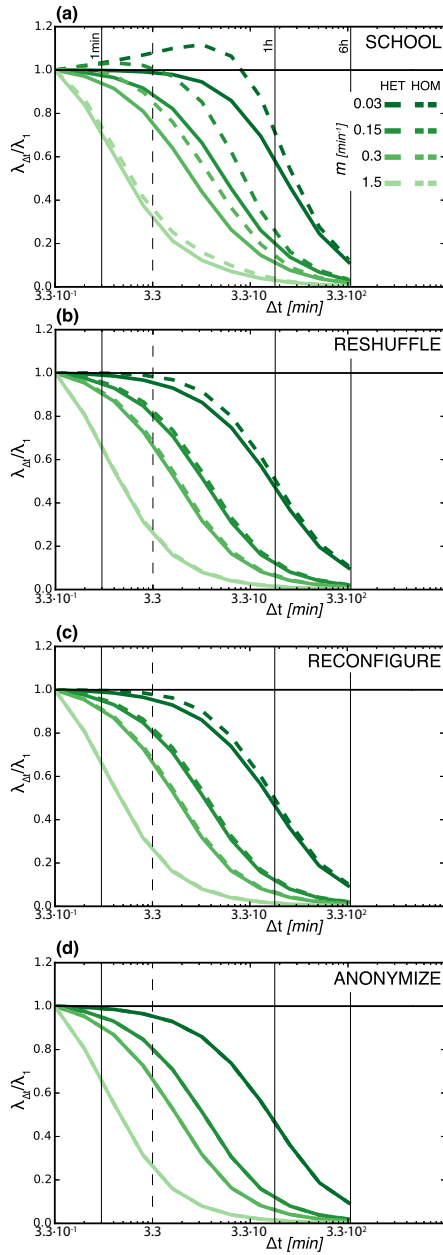 (a)
1min
1h
6h
SCHOOL
HET HOM
0.03
0.15
0.3
1.5
m [min⁻¹]
1.2
1.0
0.8
0.6
0.4
0.2
0.0
λΔt/λ1
3.3·10⁻¹ 3.3 3.3·10 3.3·10²
Δt [min]
(b)
RESHUFFLE
1.2
1.0
0.8
0.6
0.4
0.2
0.0
λΔt/λ1
3.3·10⁻¹ 3.3 3.3·10 3.3·10²
Δt [min]
(c)
RECONFIGURE
1.2
1.0
0.8
0.6
0.4
0.2
0.0
λΔt/λ1
3.3·10⁻¹ 3.3 3.3·10 3.3·10²
Δt [min]
(d)
ANONYMIZE
1.2
1.0
0.8
0.6
0.4
0.2
0.0
λΔt/λ1
3.3·10⁻¹ 3.3 3.3·10 3.3·10²
Δt [min]